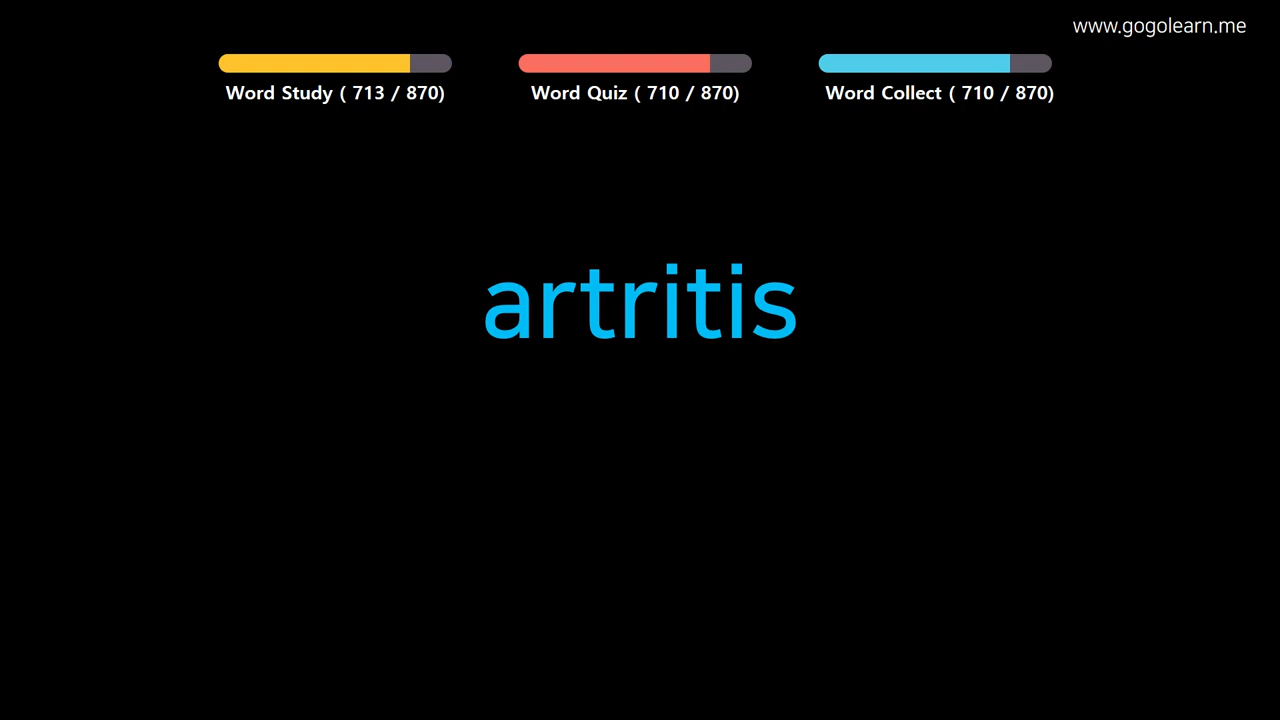 www.gogolearn.me
Word Study ( 713 / 870)
Word Quiz ( 710 / 870)
Word Collect ( 710 / 870)
artritis